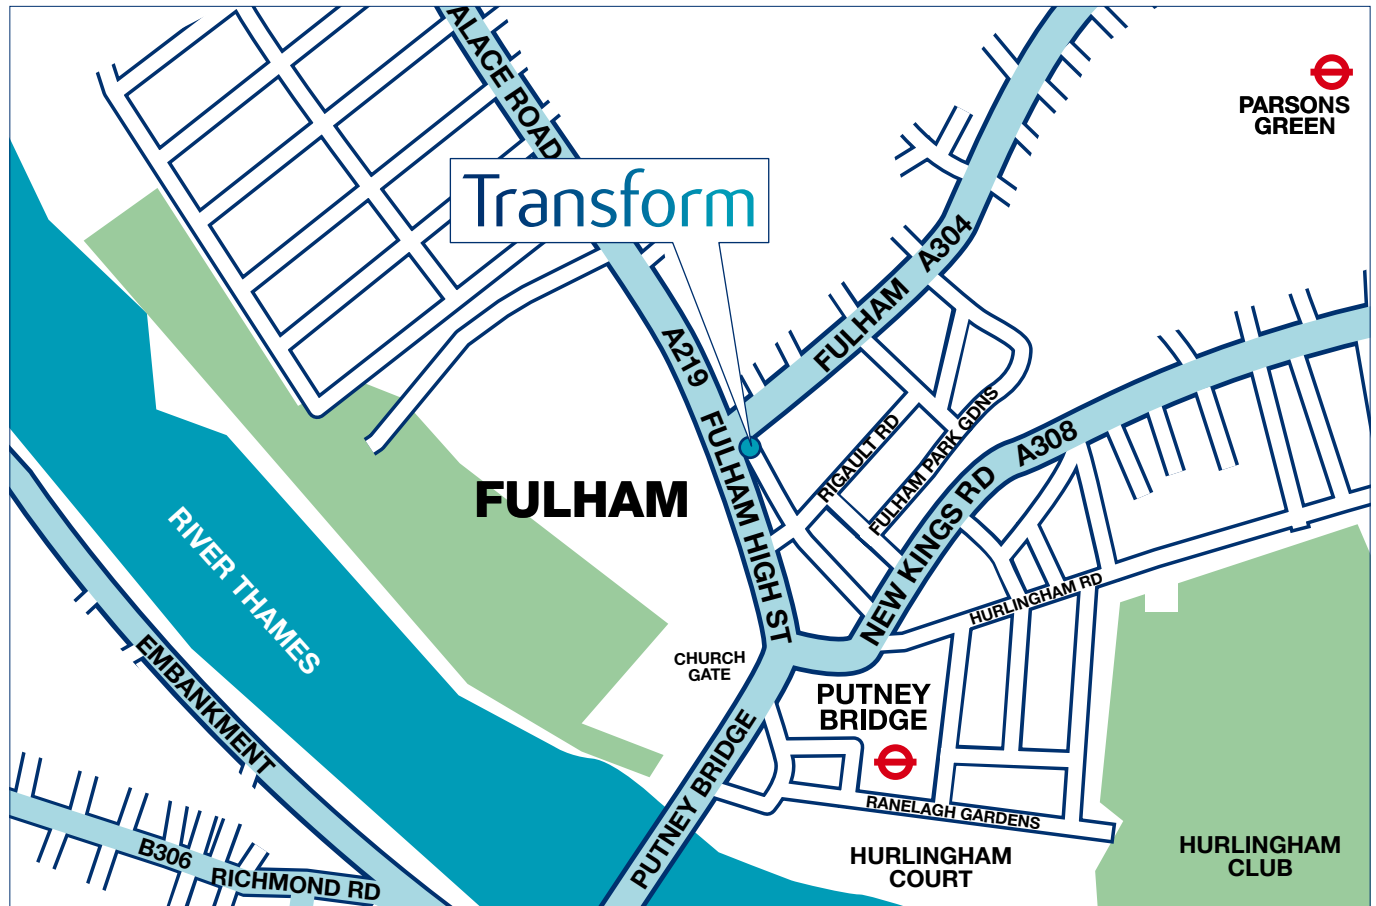 ALACE ROAD
PARSONS
GREEN
Transform
A304
FULHAM
A219
A308
RIGAULT RD
FULHAM PARK GDNS
FULHAM HIGH ST
FULHAM
NEW KINGS RD
RIVER THAMES
HURLINGHAM RD
CHURCH
GATE
EMBANKMENT
PUTNEY
BRIDGE
PUTNEY BRIDGE
RANELAGH GARDENS
HURLINGHAM
COURT
HURLINGHAM
CLUB
B306
RICHMOND RD